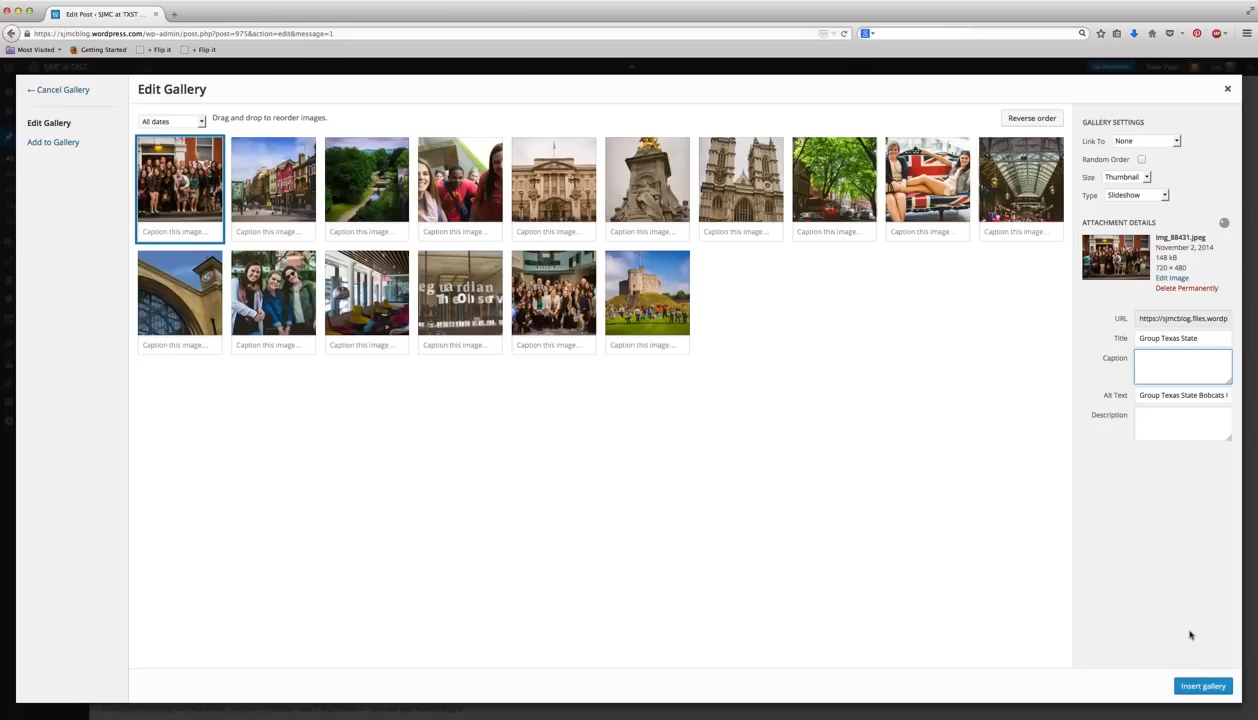 Edit Post ‹ SJMC at TXST ...
https://sjmcblog.wordpress.com/wp-admin/post.php?post=975&action=edit&message=1
Most Visited
Getting Started
+ Flip it
+ Flip it
← Cancel Gallery
Edit Gallery
Edit Gallery
Add to Gallery
All dates
Drag and drop to reorder images.
Reverse order
Caption this image...
Caption this image...
Caption this image...
Caption this image...
Caption this image...
Caption this image...
Caption this image...
Caption this image...
Caption this image...
Caption this image...
eguardian
TheObserv
Caption this image...
Caption this image...
Caption this image...
Caption this image...
Caption this image...
Caption this image...
GALLERY SETTINGS
Link To None
Random Order
Size Thumbnail
Type Slideshow
ATTACHMENT DETAILS
img_88431.jpeg
November 2, 2014
148 kB
720 × 480
Edit Image
Delete Permanently
URL https://sjmcblog.files.wordp
Title Group Texas State
Caption
Alt Text Group Texas State Bobcats
Description
Insert gallery